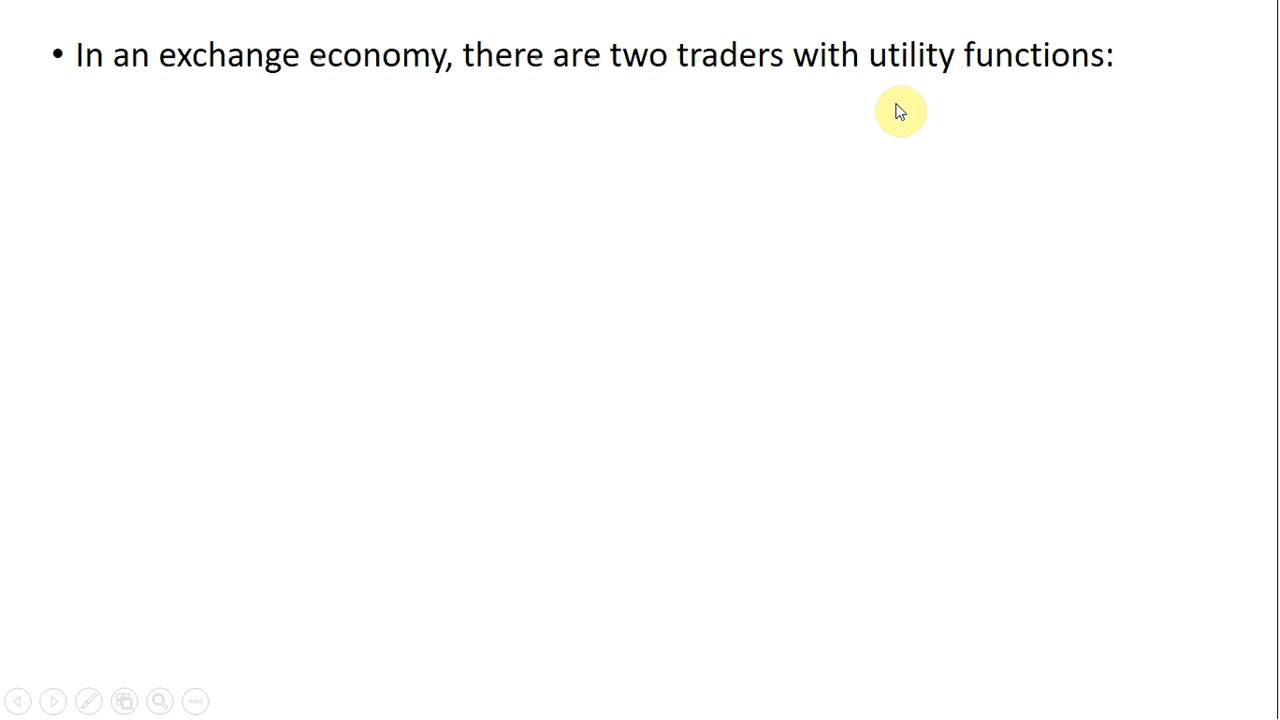 • In an exchange economy, there are two traders with utility functions: